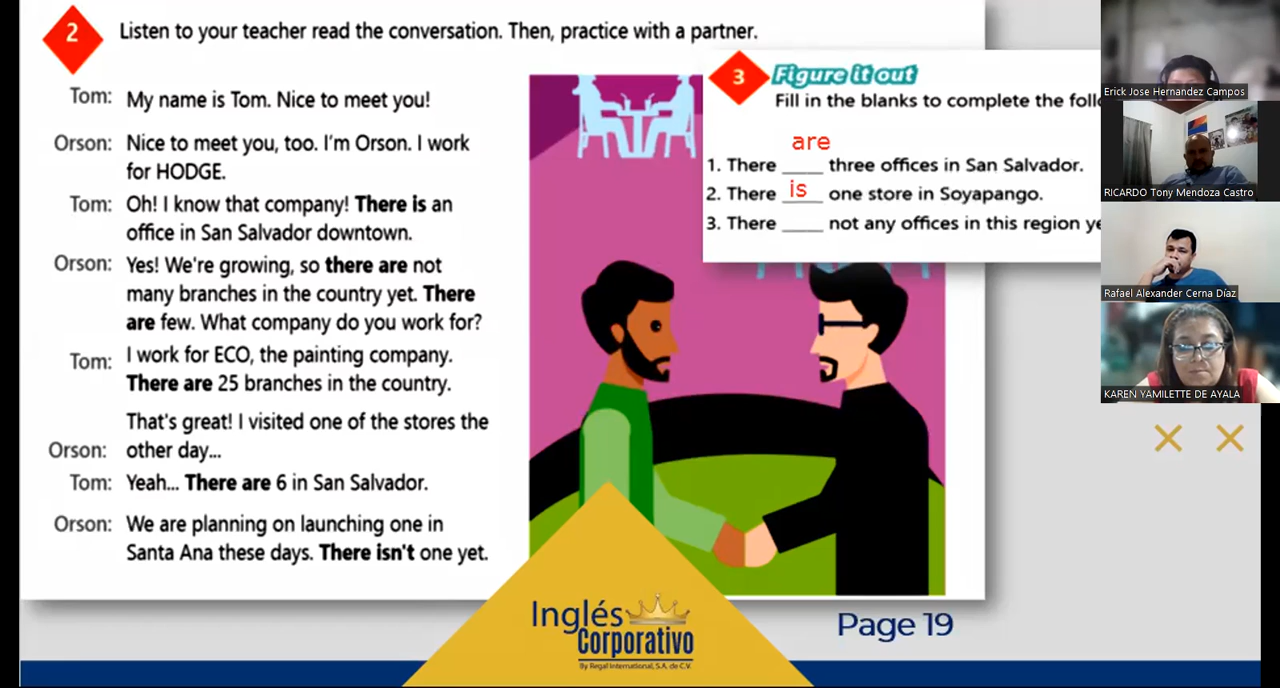 2
Listen to your teacher read the conversation. Then, practice with a partner.
Tom: My name is Tom. Nice to meet you!
Orson: Nice to meet you, too. I'm Orson. I work
for HODGE.
Tom: Oh! I know that company! There is an
office in San Salvador downtown.
Orson: Yes! We're growing, so there are not
many branches in the country yet. There
are few. What company do you work for?
Tom: I work for ECO, the painting company.
There are 25 branches in the country.
That's great! I visited one of the stores the
Orson: other day...
Tom: Yeah... There are 6 in San Salvador.
Orson: We are planning on launching one in
Santa Ana these days. There isn't one yet.
3
Figure it out
Fill in the blanks to complete the
are
1. There ____ three offices in San Salvador.
2. There is one store in Soyapango.
3. There ____ not any offices in this region
Erick Jose Hernandez Campos
RICARDO Tony Mendoza Castro
Rafael Alexander Cerna Díaz
KAREN YAMILETTE DE AYALA
Inglés
Corporativo
By Regal International, S.A. de C.V.
Page 19